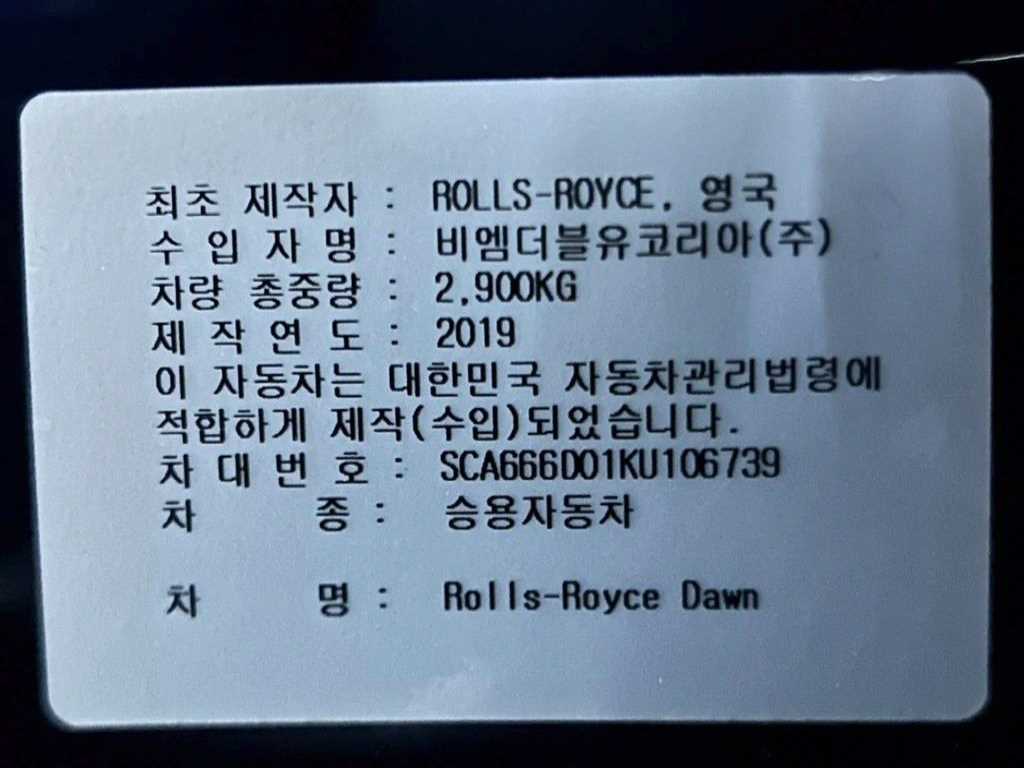 최초 제작자 : ROLLS-ROYCE, 영국
수 입 자 명 : 비엠더블유코리아(주)
차량 총중량 : 2,900KG
제 작 연 도 : 2019
이 자동차는 대한민국 자동차관리법령에
적합하게 제작(수입)되었습니다.
차 대 번 호 : SCA666D01KU106739
차 종 : 승용자동차
차 명 : Rolls-Royce Dawn